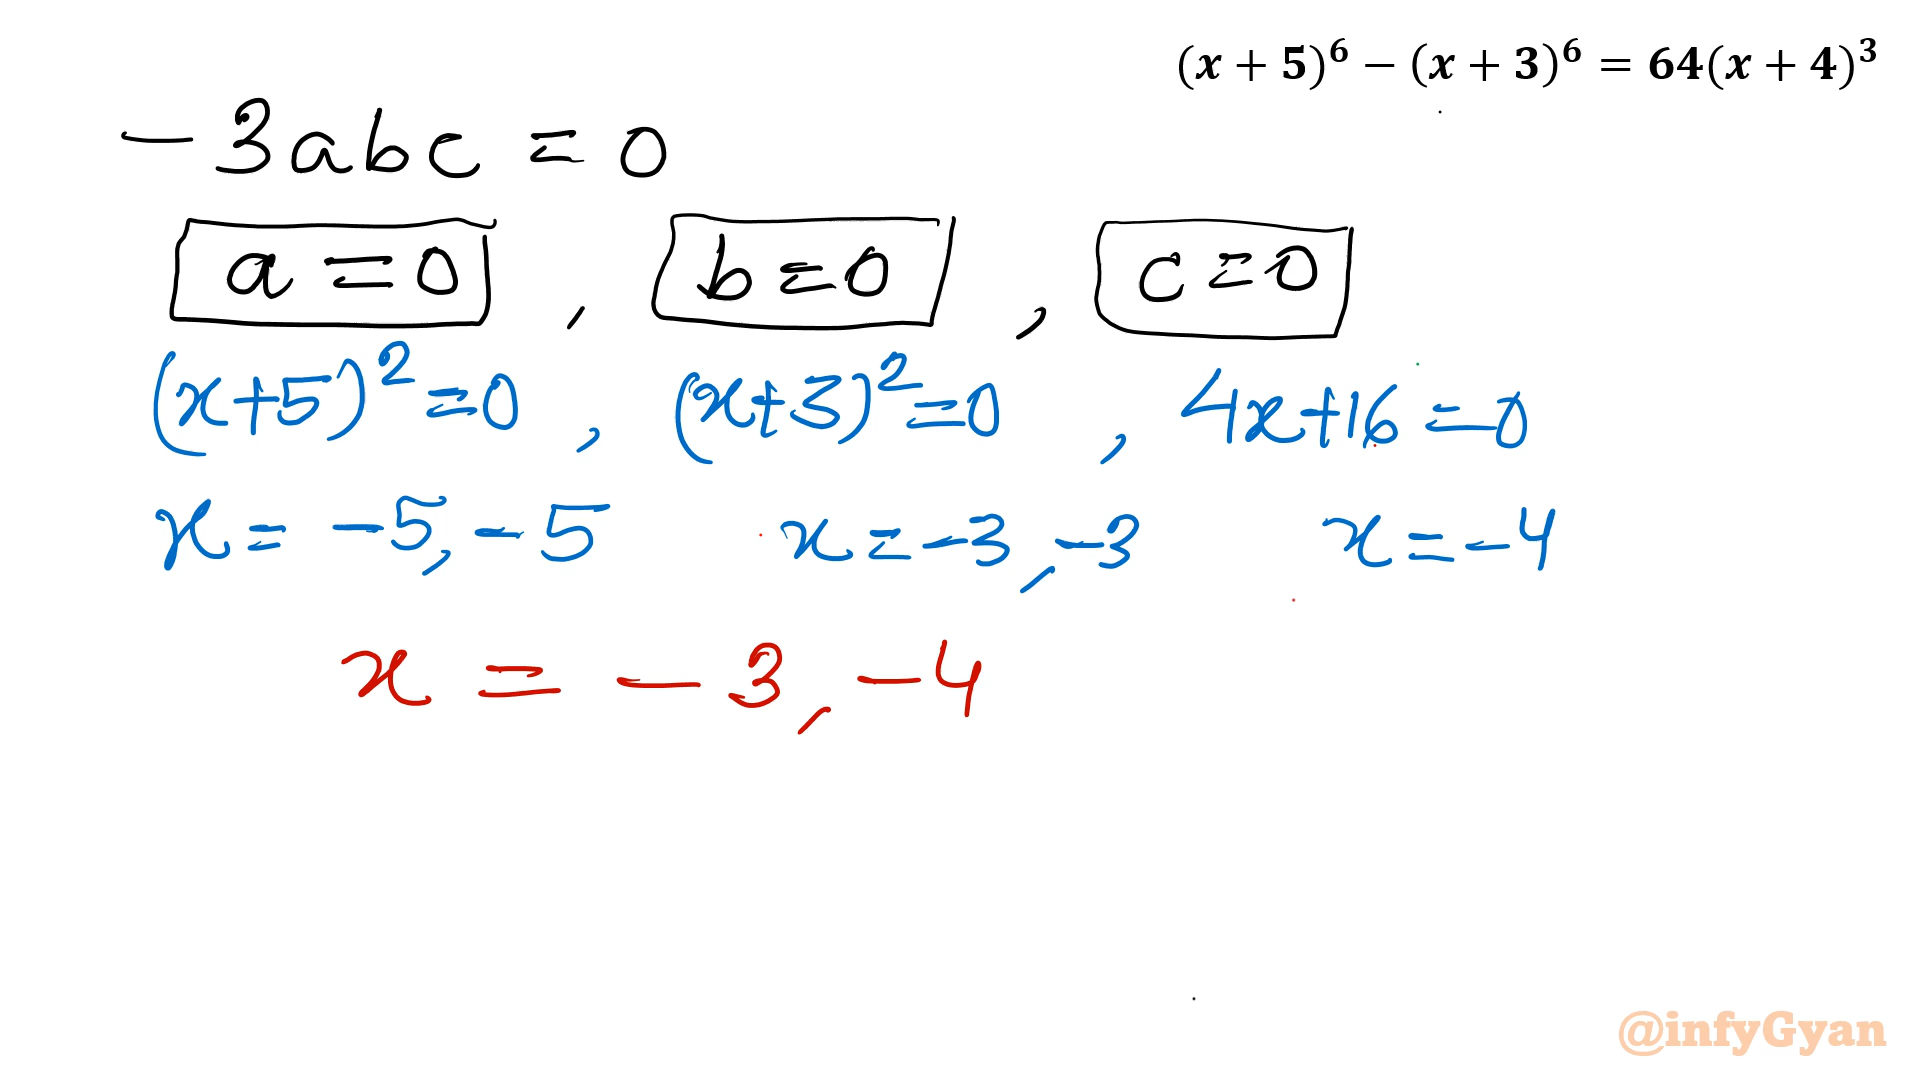 (x + 5)⁶ − (x + 3)⁶ = 64(x + 4)³
− 3abc = 0
a = 0 , b = 0 , c = 0
(x+5)² = 0 , (x+3)² = 0 , 4x+16 = 0
x = −5, −5 x = −3, −3 x = −4
x = − 3, −4
@infyGyan